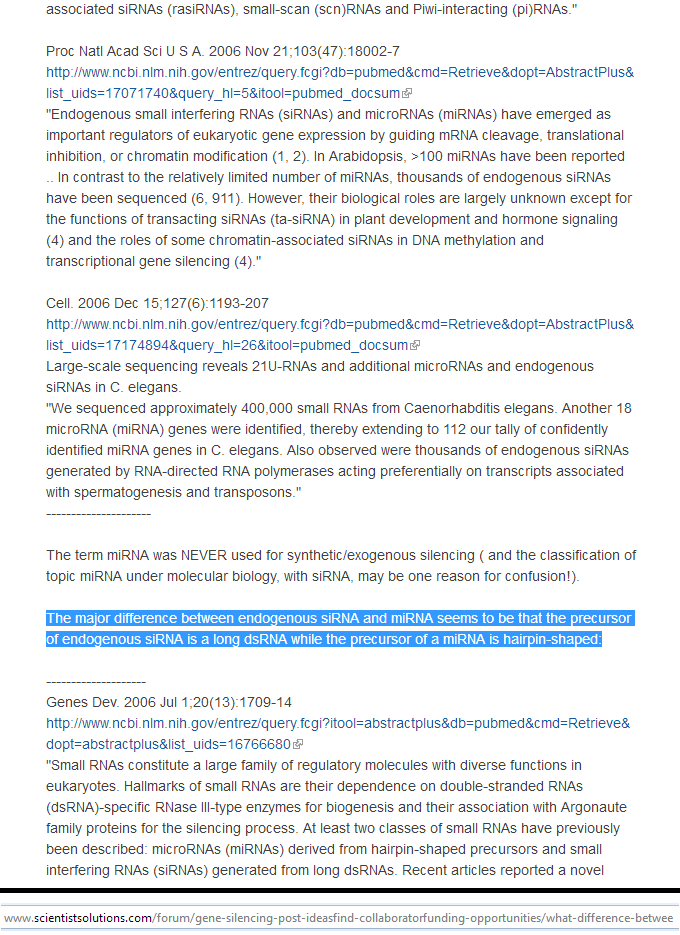 associated siRNAs (rasiRNAs), small-scan (scn)RNAs and Piwi-interacting (pi)RNAs."
Proc Natl Acad Sci U S A. 2006 Nov 21;103(47):18002-7
http://www.ncbi.nlm.nih.gov/entrez/query.fcgi?db=pubmed&cmd=Retrieve&dopt=AbstractPlus&
list_uids=17071740&query_hl=5&itool=pubmed_docsum
"Endogenous small interfering RNAs (siRNAs) and microRNAs (miRNAs) have emerged as
important regulators of eukaryotic gene expression by guiding mRNA cleavage, translational
inhibition, or chromatin modification (1, 2). In Arabidopsis, >100 miRNAs have been reported
.. In contrast to the relatively limited number of miRNAs, thousands of endogenous siRNAs
have been sequenced (6, 911). However, their biological roles are largely unknown except for
the functions of transacting siRNAs (ta-siRNA) in plant development and hormone signaling
(4) and the roles of some chromatin-associated siRNAs in DNA methylation and
transcriptional gene silencing (4)."
Cell. 2006 Dec 15;127(6):1193-207
http://www.ncbi.nlm.nih.gov/entrez/query.fcgi?db=pubmed&cmd=Retrieve&dopt=AbstractPlus&
list_uids=17174894&query_hl=26&itool=pubmed_docsum
Large-scale sequencing reveals 21U-RNAs and additional microRNAs and endogenous
siRNAs in C. elegans.
"We sequenced approximately 400,000 small RNAs from Caenorhabditis elegans. Another 18
microRNA (miRNA) genes were identified, thereby extending to 112 our tally of confidently
identified miRNA genes in C. elegans. Also observed were thousands of endogenous siRNAs
generated by RNA-directed RNA polymerases acting preferentially on transcripts associated
with spermatogenesis and transposons."
---------------------
The term miRNA was NEVER used for synthetic/exogenous silencing ( and the classification of
topic miRNA under molecular biology, with siRNA, may be one reason for confusion!).
The major difference between endogenous siRNA and miRNA seems to be that the precursor
of endogenous siRNA is a long dsRNA while the precursor of a miRNA is hairpin-shaped:
--------------------
Genes Dev. 2006 Jul 1;20(13):1709-14
http://www.ncbi.nlm.nih.gov/entrez/query.fcgi?itool=abstractplus&db=pubmed&cmd=Retrieve&
dopt=abstractplus&list_uids=16766680
"Small RNAs constitute a large family of regulatory molecules with diverse functions in
eukaryotes. Hallmarks of small RNAs are their dependence on double-stranded RNAs
(dsRNA)-specific RNase III-type enzymes for biogenesis and their association with Argonaute
family proteins for the silencing process. At least two classes of small RNAs have previously
been described: microRNAs (miRNAs) derived from hairpin-shaped precursors and small
interfering RNAs (siRNAs) generated from long dsRNAs. Recent articles reported a novel
www.scientistsolutions.com/forum/gene-silencing-post-ideasfind-collaboratorfunding-opportunities/what-difference-betwee